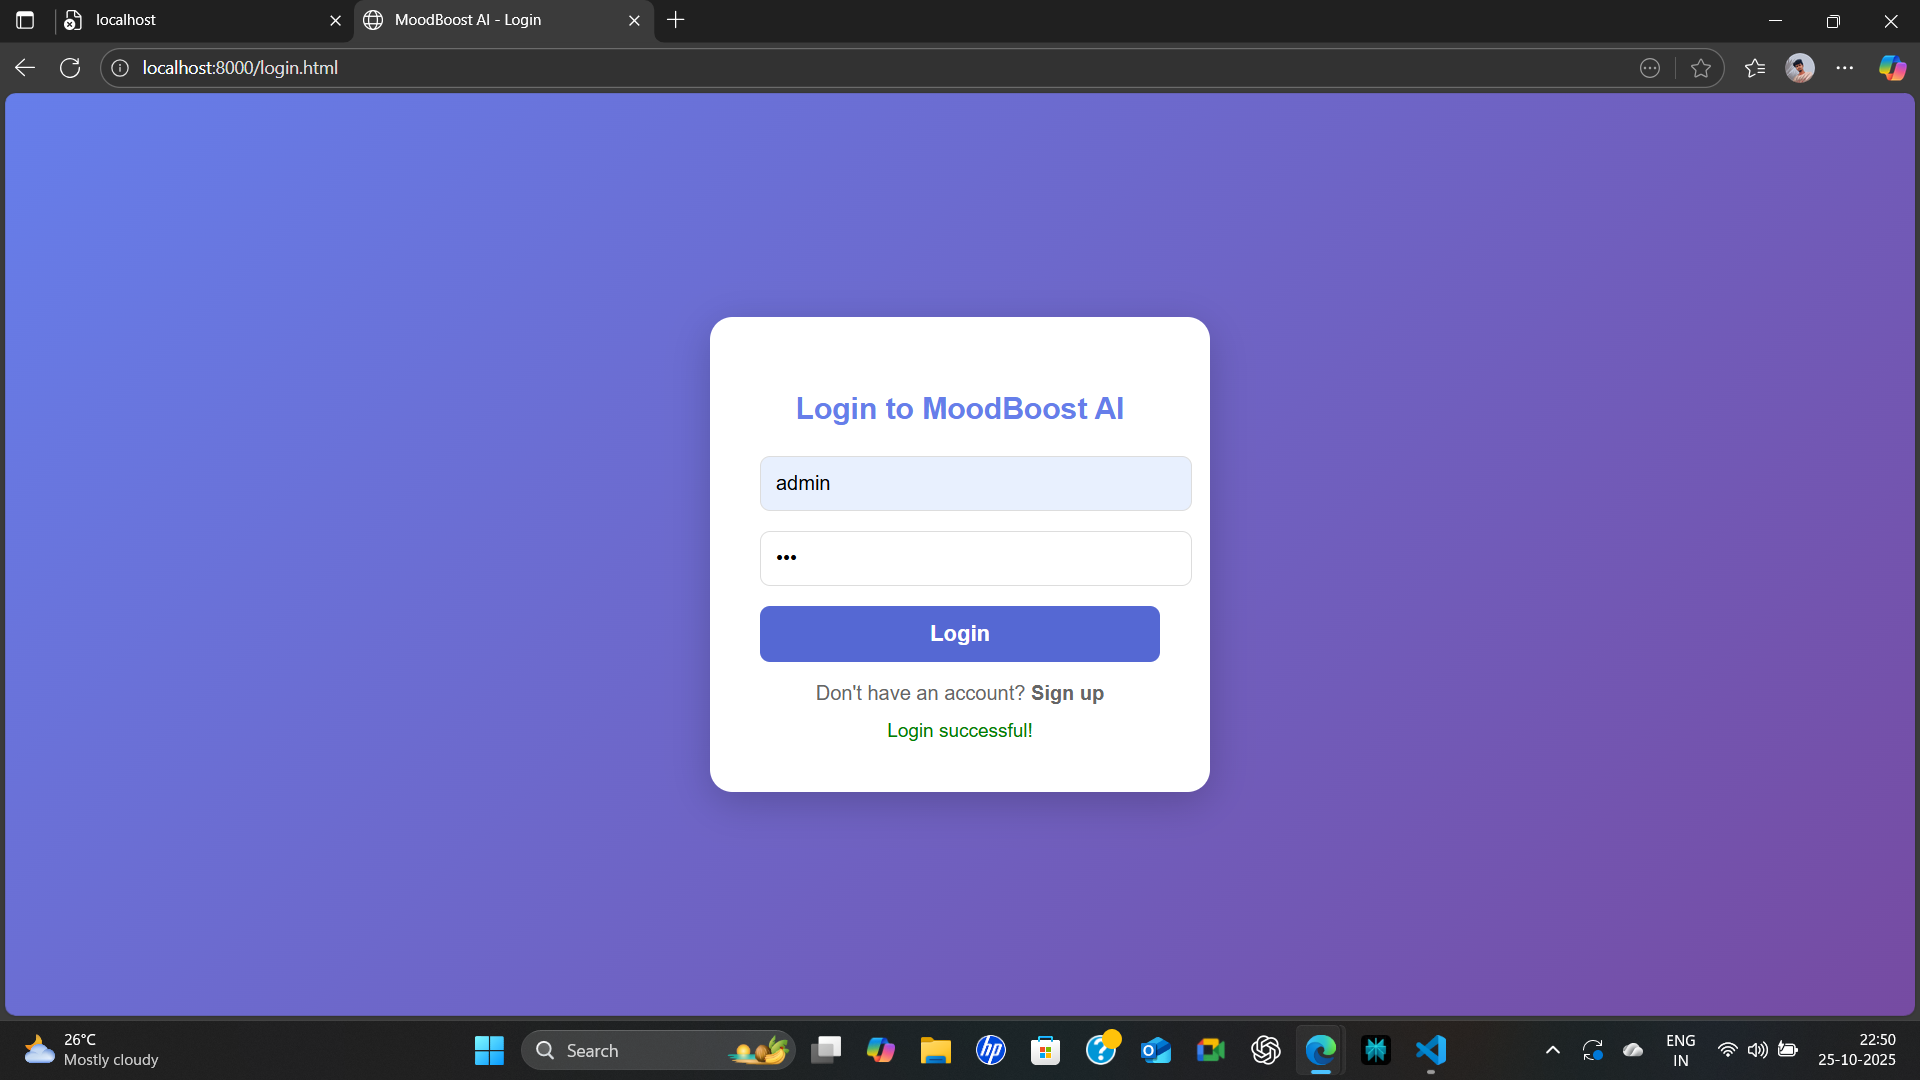 localhost
MoodBoost AI - Login
localhost:8000/login.html
Login to MoodBoost AI
admin
•••
Login
Don't have an account? Sign up
Login successful!
26°C
Mostly cloudy
Search
hp
ENG
IN
22:50
25-10-2025